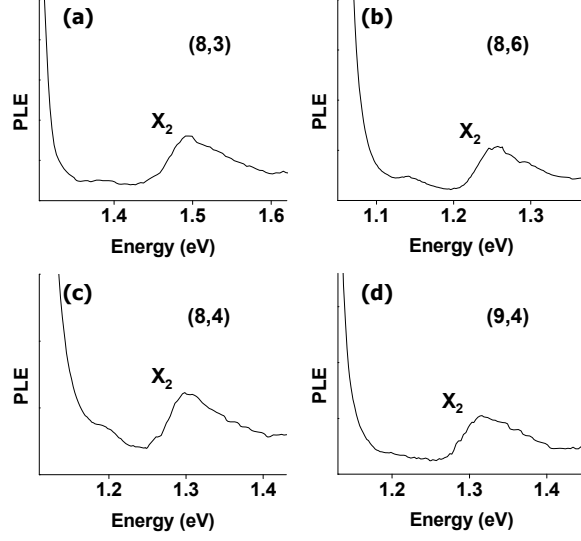 (a)
(8,3)
X₂
PLE
1.4 1.5 1.6
Energy (eV)
(b)
(8,6)
X₂
PLE
1.1 1.2 1.3
Energy (eV)
(c)
(8,4)
X₂
PLE
1.2 1.3 1.4
Energy (eV)
(d)
(9,4)
X₂
PLE
1.2 1.3 1.4
Energy (eV)